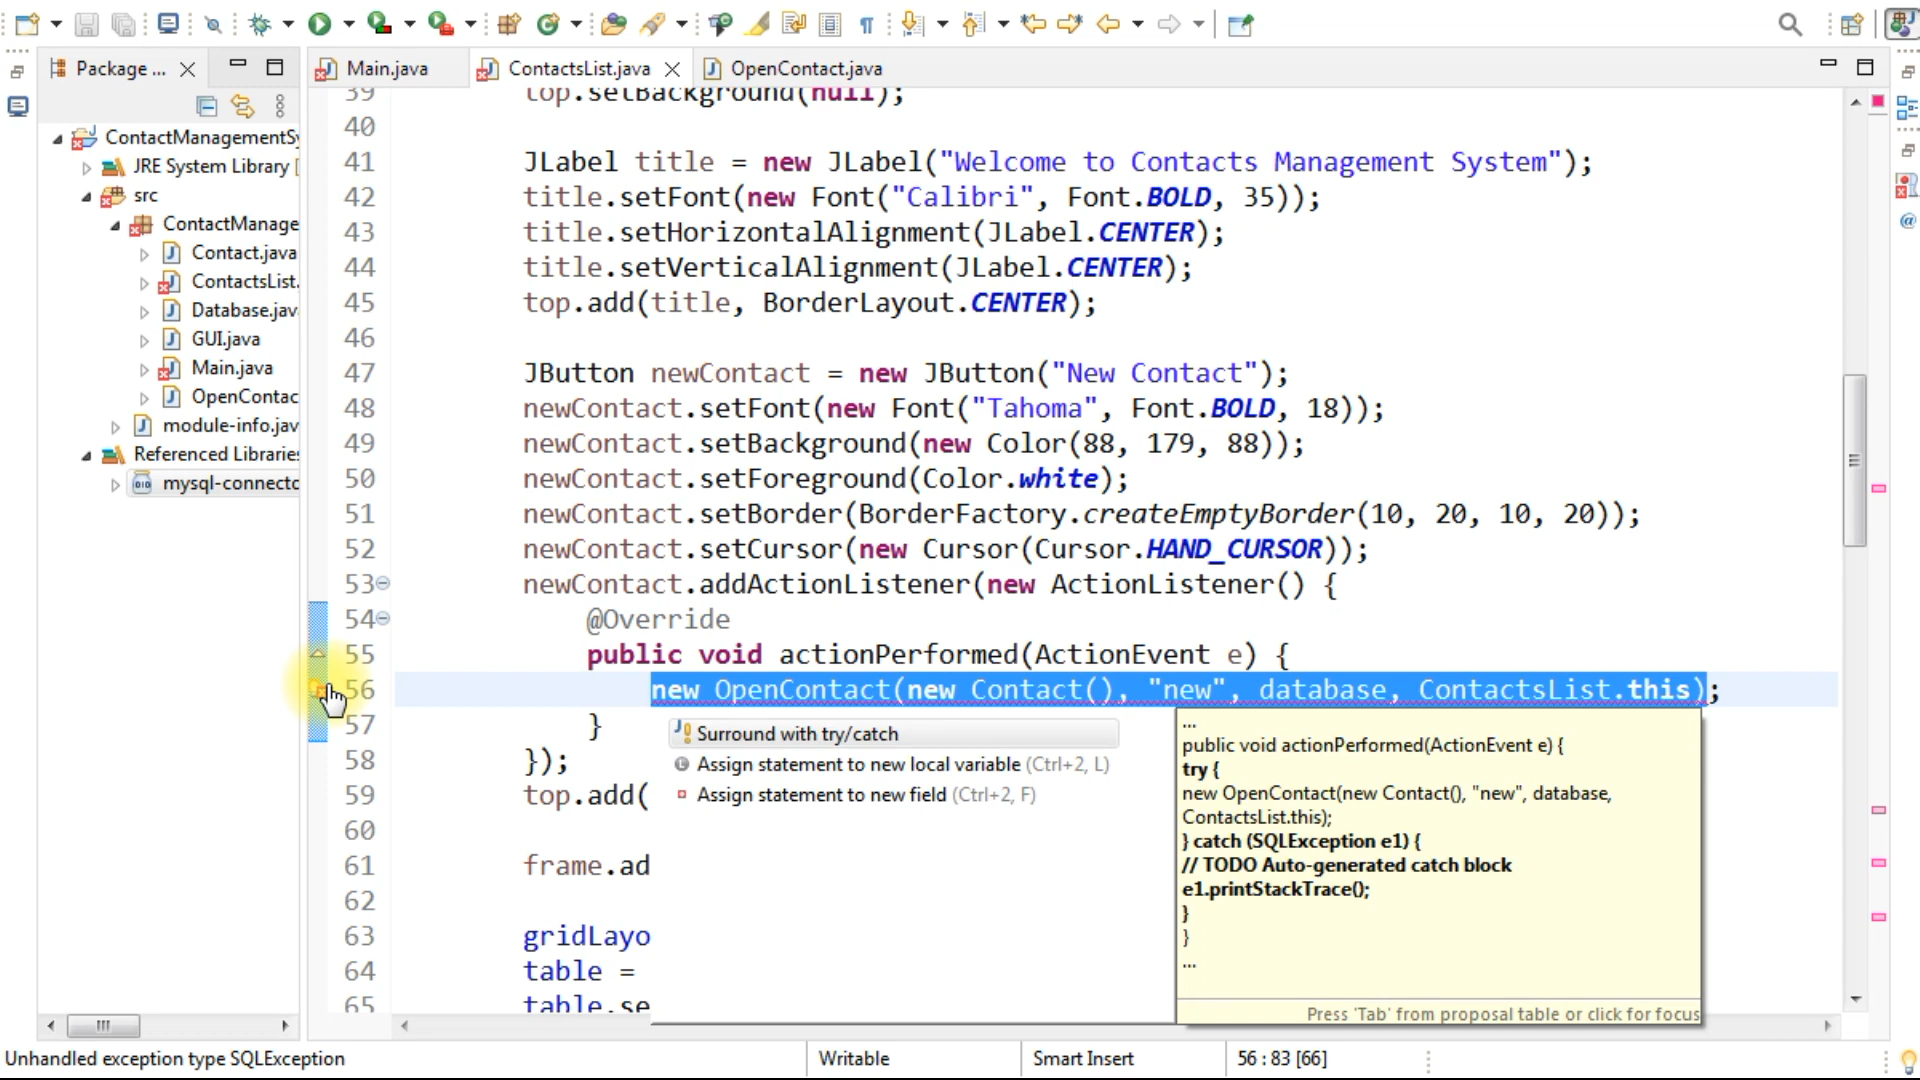 Package ...
Main.java
ContactsList.java
OpenContact.java
ContactManagementSy
JRE System Library [
src
ContactManage
Contact.java
ContactsList.
Database.jav
GUI.java
Main.java
OpenContac
module-info.jav
Referenced Libraries
mysql-connecto
39 top.setBackground(null);
40
41 JLabel title = new JLabel("Welcome to Contacts Management System");
42 title.setFont(new Font("Calibri", Font.BOLD, 35));
43 title.setHorizontalAlignment(JLabel.CENTER);
44 title.setVerticalAlignment(JLabel.CENTER);
45 top.add(title, BorderLayout.CENTER);
46
47 JButton newContact = new JButton("New Contact");
48 newContact.setFont(new Font("Tahoma", Font.BOLD, 18));
49 newContact.setBackground(new Color(88, 179, 88));
50 newContact.setForeground(Color.white);
51 newContact.setBorder(BorderFactory.createEmptyBorder(10, 20, 10, 20));
52 newContact.setCursor(new Cursor(Cursor.HAND_CURSOR));
53 newContact.addActionListener(new ActionListener() {
54 @Override
55 public void actionPerformed(ActionEvent e) {
56 new OpenContact(new Contact(), "new", database, ContactsList.this);
57 }
58 });
59 top.add(
60
61 frame.ad
62
63 gridLayo
64 table =
65 table.se
Surround with try/catch
Assign statement to new local variable (Ctrl+2, L)
Assign statement to new field (Ctrl+2, F)
...
public void actionPerformed(ActionEvent e) {
try {
new OpenContact(new Contact(), "new", database,
ContactsList.this);
} catch (SQLException e1) {
// TODO Auto-generated catch block
e1.printStackTrace();
}
}
...
Press 'Tab' from proposal table or click for focus
Unhandled exception type SQLException
Writable
Smart Insert
56 : 83 [66]